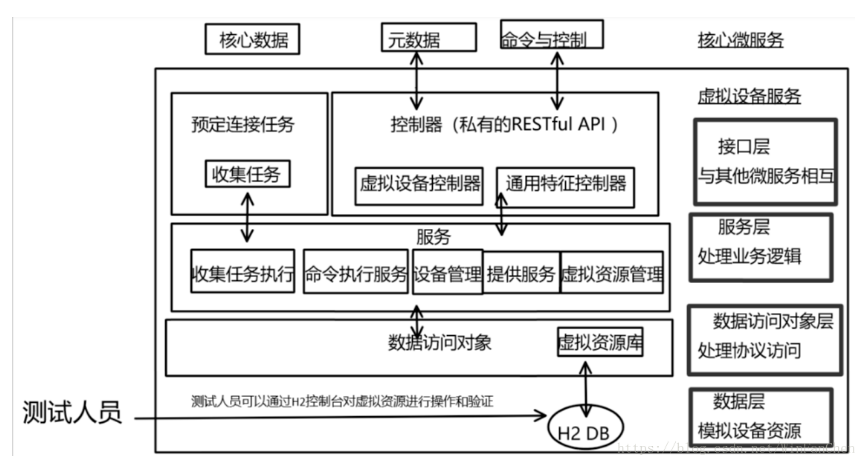 核心数据
元数据
命令与控制
核心微服务
虚拟设备服务
预定连接任务
收集任务
控制器（私有的RESTful API ）
虚拟设备控制器
通用特征控制器
接口层
与其他微服务相互
服务
收集任务执行
命令执行服务
设备管理
提供服务
虚拟资源管理
服务层
处理业务逻辑
数据访问对象
虚拟资源库
数据访问对象层
处理协议访问
测试人员
测试人员可以通过H2控制台对虚拟资源进行操作和验证
H2 DB
数据层
模拟设备资源